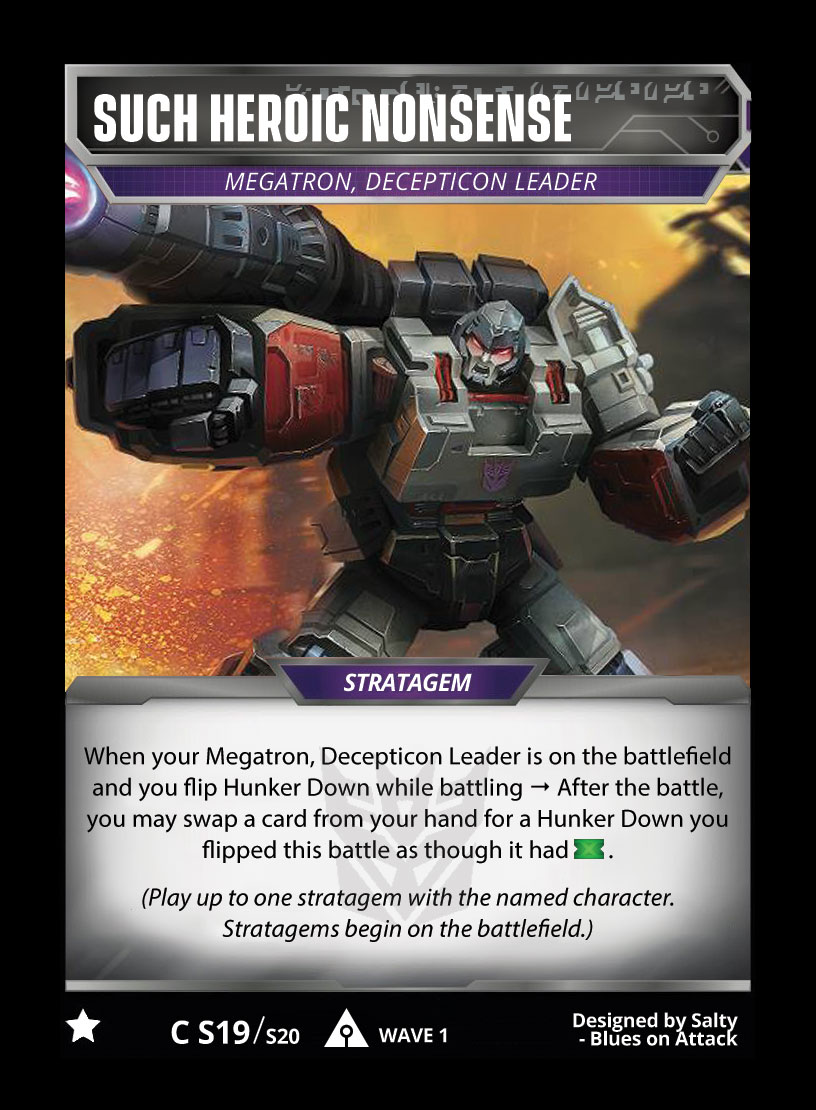 SUCH HEROIC NONSENSE
MEGATRON, DECEPTICON LEADER
STRATAGEM
When your Megatron, Decepticon Leader is on the battlefield
and you flip Hunker Down while battling → After the battle,
you may swap a card from your hand for a Hunker Down you
flipped this battle as though it had .
(Play up to one stratagem with the named character.
Stratagems begin on the battlefield.)
C S19/S20 WAVE 1
Designed by Salty
- Blues on Attack